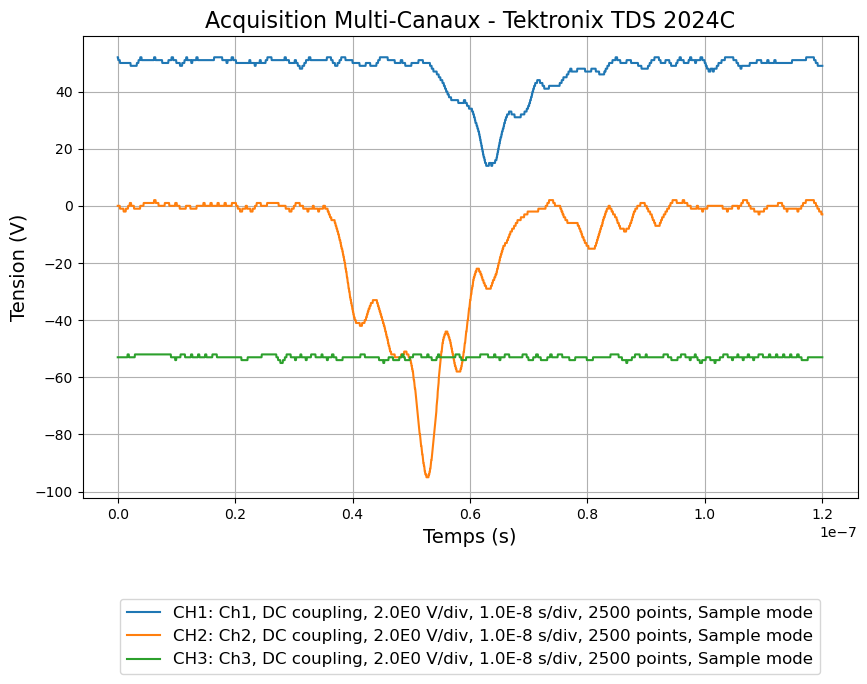 Acquisition Multi-Canaux - Tektronix TDS 2024C
Tension (V)
40
20
0
−20
−40
−60
−80
−100
0.0 0.2 0.4 0.6 0.8 1.0 1.2
1e−7
Temps (s)
CH1: Ch1, DC coupling, 2.0E0 V/div, 1.0E-8 s/div, 2500 points, Sample mode
CH2: Ch2, DC coupling, 2.0E0 V/div, 1.0E-8 s/div, 2500 points, Sample mode
CH3: Ch3, DC coupling, 2.0E0 V/div, 1.0E-8 s/div, 2500 points, Sample mode